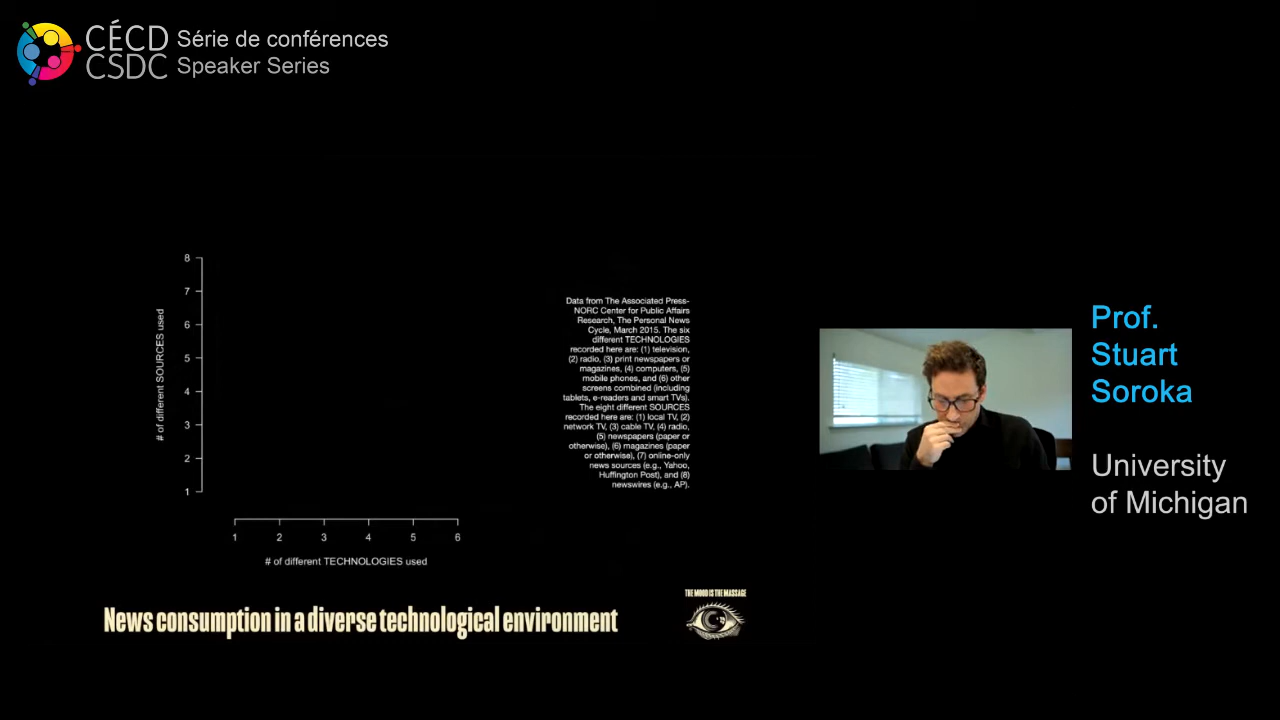 CÉCD Série de conférences
CSDC Speaker Series
8
7
6
5
4
3
2
1
# of different SOURCES used
1 2 3 4 5 6
# of different TECHNOLOGIES used
Data from The Associated Press-
NORC Center for Public Affairs
Research, The Personal News
Cycle, March 2015. The six
different TECHNOLOGIES
recorded here are: (1) television,
(2) radio, (3) print newspapers or
magazines, (4) computers, (5)
mobile phones, and (6) other
screens combined (including
tablets, e-readers and smart TVs).
The eight different SOURCES
recorded here are: (1) local TV, (2)
network TV, (3) cable TV, (4) radio,
(5) newspapers (paper or
otherwise), (6) magazines (paper
or otherwise), (7) online-only
news sources (e.g., Yahoo,
Huffington Post), and (8)
newswires (e.g., AP).
Prof.
Stuart
Soroka
University
of Michigan
News consumption in a diverse technological environment
THE MOOD IS THE MASSAGE